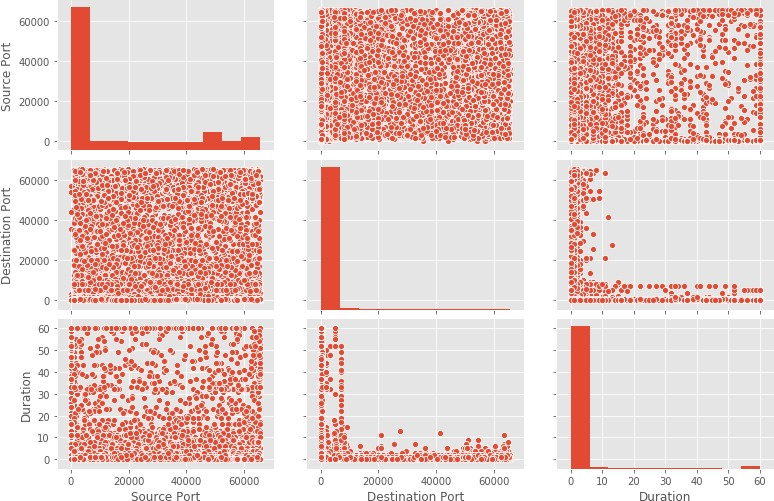 Source Port
60000
40000
20000
0
Destination Port
60000
40000
20000
0
Duration
60
50
40
30
20
10
0
0 20000 40000 60000
0 20000 40000 60000
0 10 20 30 40 50 60
Source Port
Destination Port
Duration